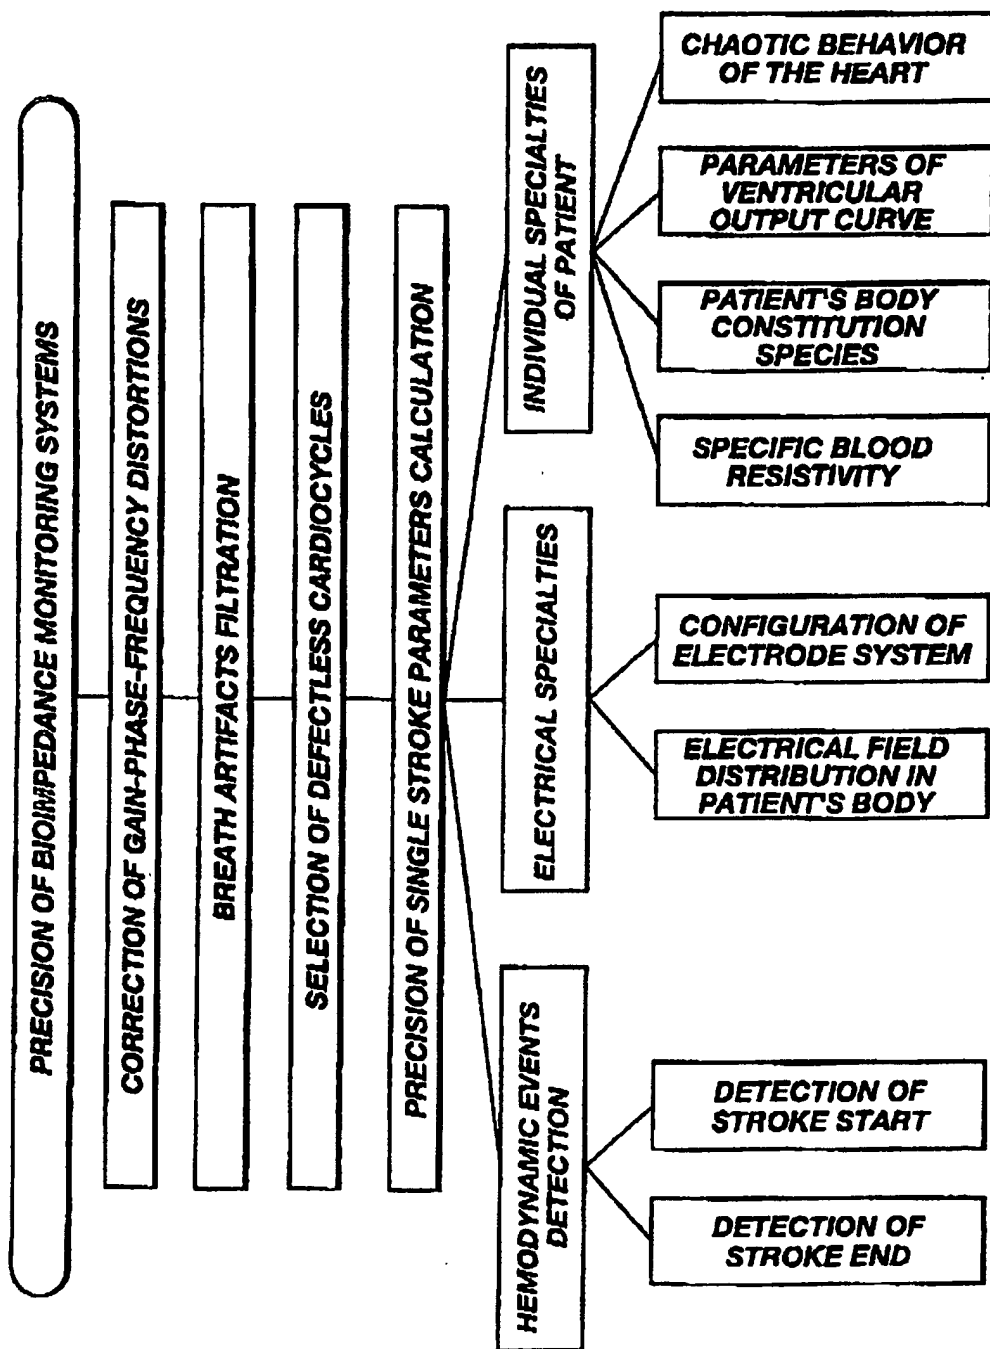 PRECISION OF BIOIMPEDANCE MONITORING SYSTEMS
CORRECTION OF GAIN-PHASE-FREQUENCY DISTORTIONS
BREATH ARTIFACTS FILTRATION
SELECTION OF DEFECTLESS CARDIOCYCLES
PRECISION OF SINGLE STROKE PARAMETERS CALCULATION
HEMODYNAMIC EVENTS
DETECTION
ELECTRICAL SPECIALTIES
INDIVIDUAL SPECIALTIES
OF PATIENT
CHAOTIC BEHAVIOR
OF THE HEART
PARAMETERS OF
VENTRICULAR
OUTPUT CURVE
PATIENT'S BODY
CONSTITUTION
SPECIES
SPECIFIC BLOOD
RESISTIVITY
CONFIGURATION OF
ELECTRODE SYSTEM
ELECTRICAL FIELD
DISTRIBUTION IN
PATIENT'S BODY
DETECTION OF
STROKE START
DETECTION OF
STROKE END